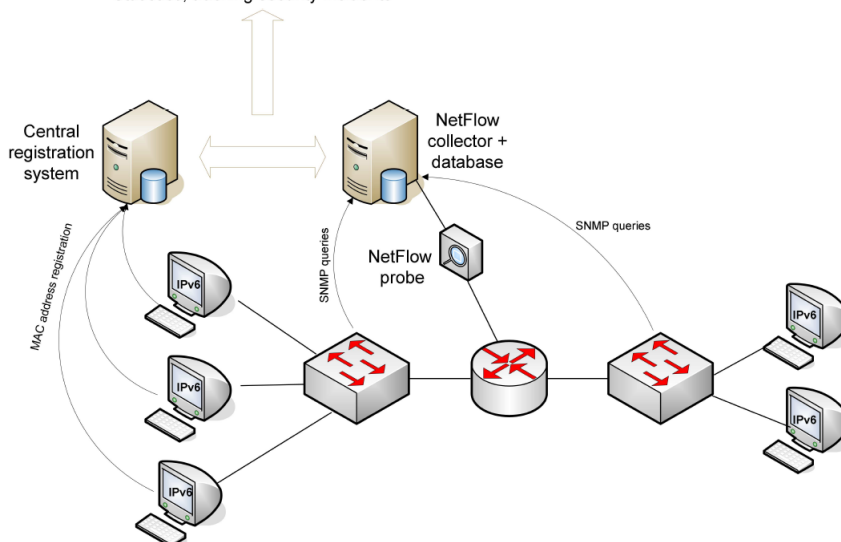 Central
registration
system
NetFlow
collector +
database
NetFlow
probe
SNMP queries
SNMP queries
MAC address registration
IPv6
IPv6
IPv6
IPv6
IPv6